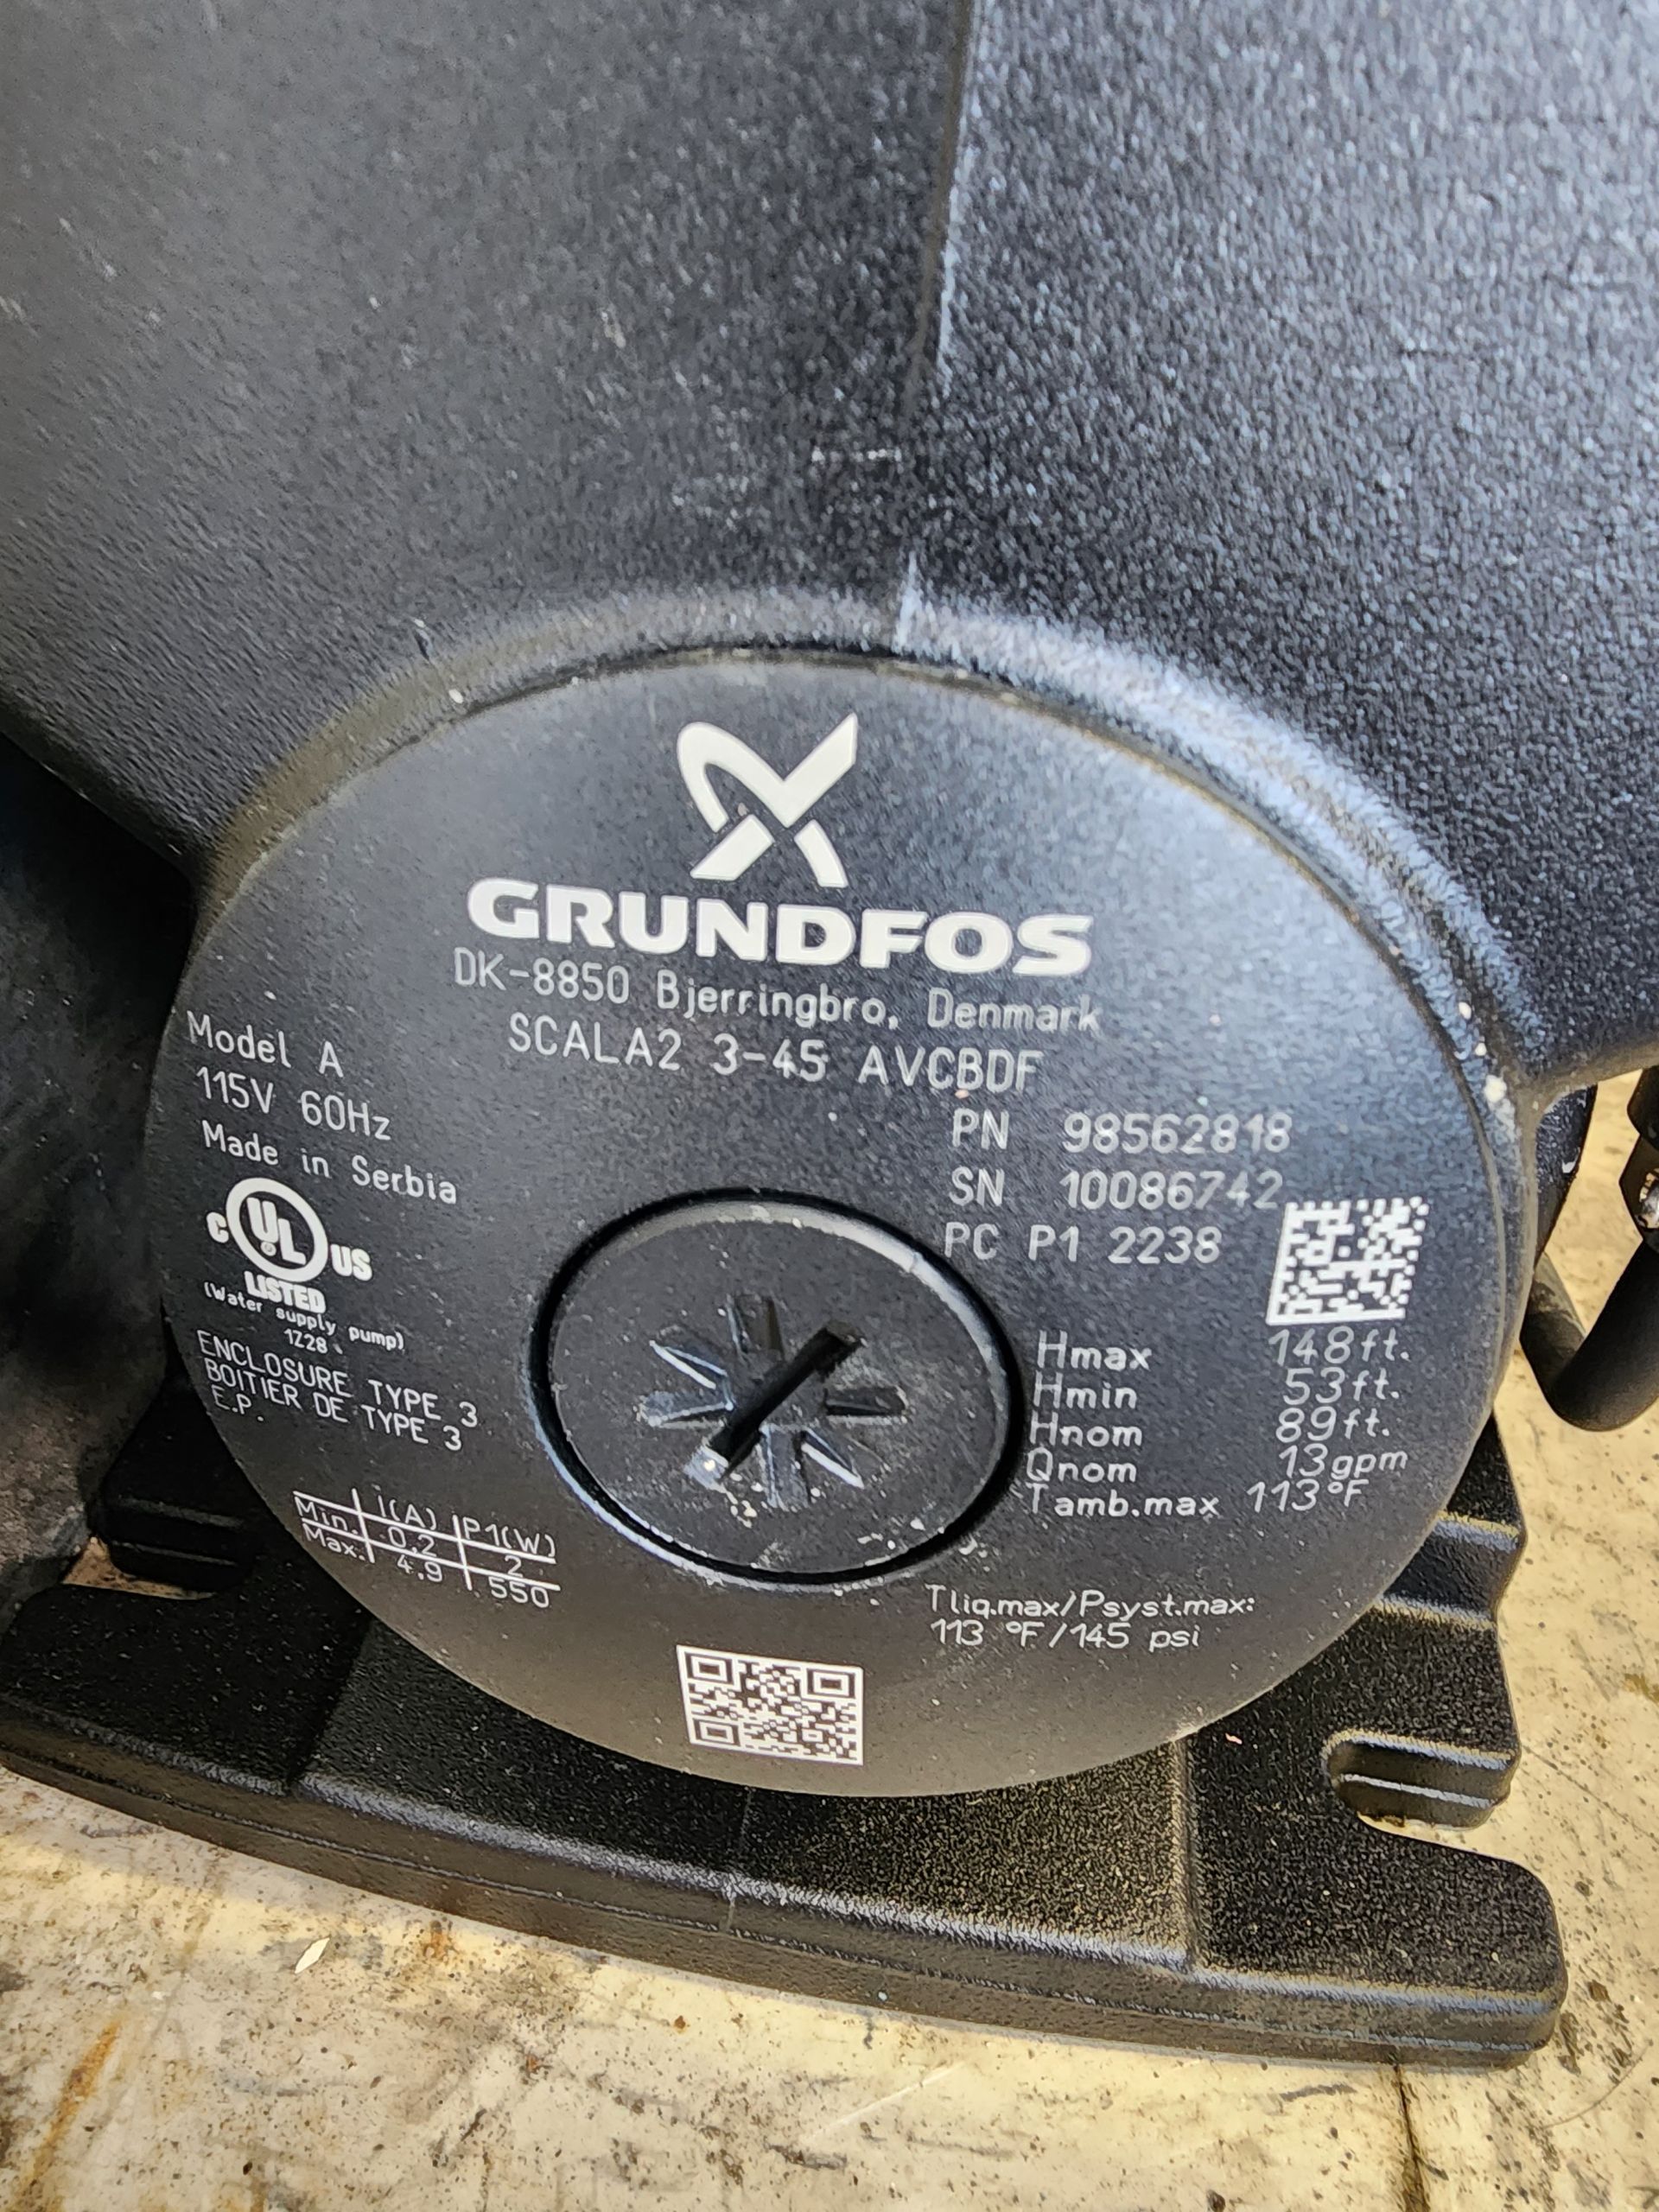 GRUNDFOS
DK-8850 Bjerringbro, Denmark
SCALA2 3-45 AVCBDF
Model A
115V 60Hz
Made in Serbia
PN 98562818
SN 10086742
PC P1 2238
C UL US
LISTED
(Water supply pump)
1Z28
ENCLOSURE TYPE 3
BOITIER DE TYPE 3
E.P.
Hmax 148ft.
Hmin 53ft.
Hnom 89ft.
Qnom 13gpm
Tamb.max 113°F
I(A) P1(W)
Min. 0.2 2
Max. 4.9 550
Tliq.max/Psyst.max:
113 °F/145 psi